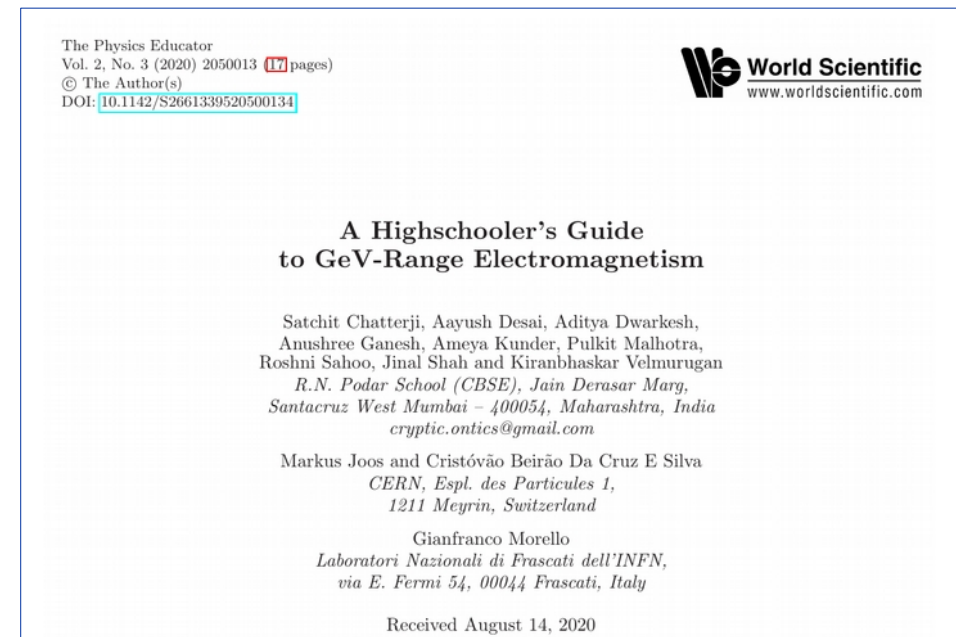 The Physics Educator
Vol. 2, No. 3 (2020) 2050013 (17 pages)
© The Author(s)
DOI: 10.1142/S2661339520500134
World Scientific
www.worldscientific.com
A Highschooler's Guide
to GeV-Range Electromagnetism
Satchit Chatterji, Aayush Desai, Aditya Dwarkesh,
Anushree Ganesh, Ameya Kunder, Pulkit Malhotra,
Roshni Sahoo, Jinal Shah and Kiranbhaskar Velmurugan
R.N. Podar School (CBSE), Jain Derasar Marg,
Santacruz West Mumbai – 400054, Maharashtra, India
cryptic.ontics@gmail.com
Markus Joos and Cristóvão Beirão Da Cruz E Silva
CERN, Espl. des Particules 1,
1211 Meyrin, Switzerland
Gianfranco Morello
Laboratori Nazionali di Frascati dell'INFN,
via E. Fermi 54, 00044 Frascati, Italy
Received August 14, 2020